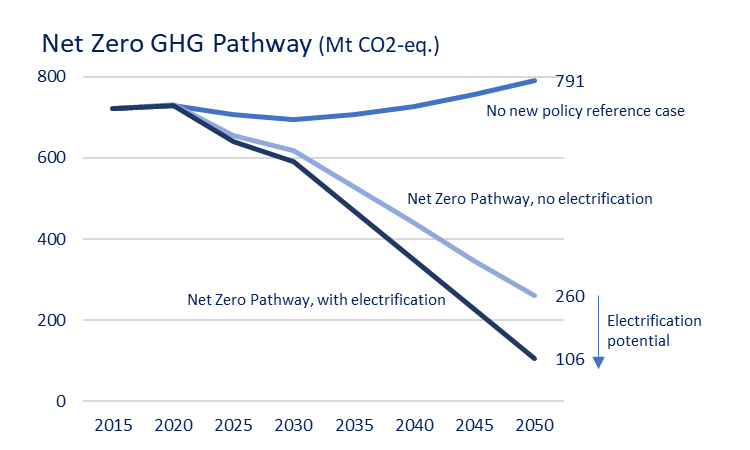 Net Zero GHG Pathway (Mt CO2-eq.)
800
791
No new policy reference case
600
Net Zero Pathway, no electrification
400
260
Net Zero Pathway, with electrification
200
Electrification
potential
106
0
2015 2020 2025 2030 2035 2040 2045 2050